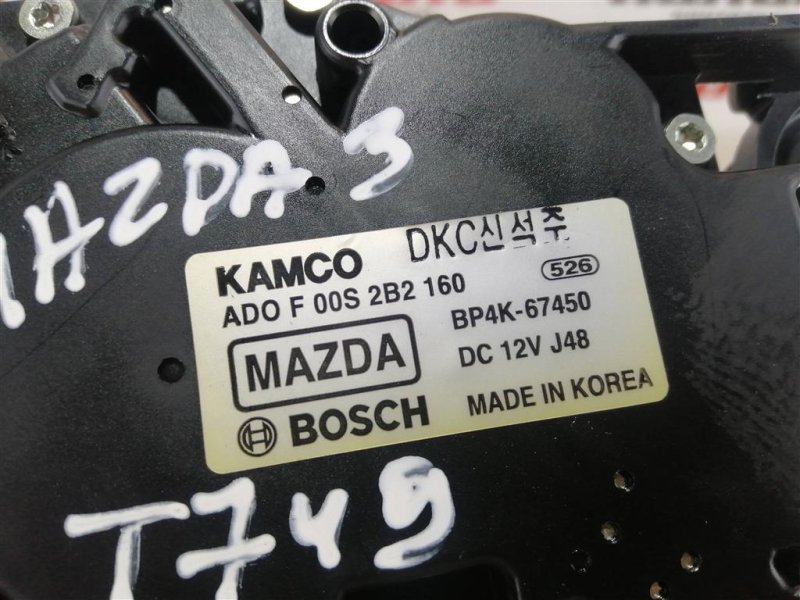 MAZDA 3
KAMCO DKC신석주
ADO F 00S 2B2 160 526
MAZDA BP4K-67450
DC 12V J48
BOSCH MADE IN KOREA
T749